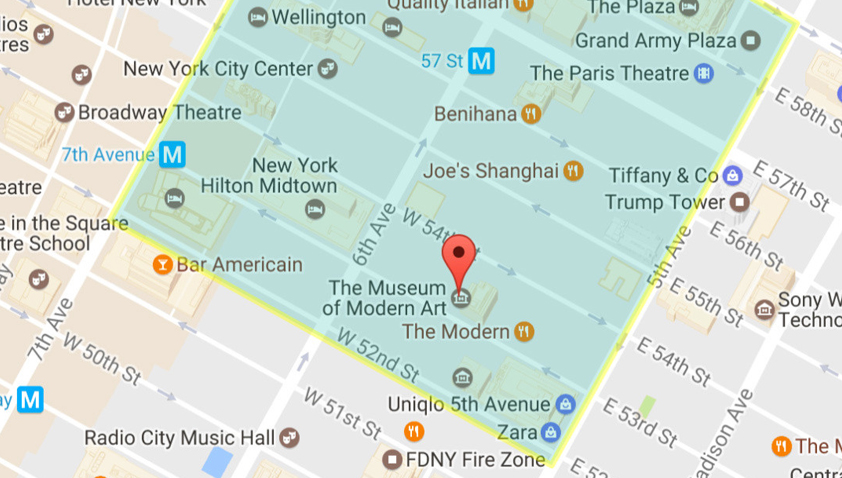 Hotel New York
Quality Italian
The Plaza
Wellington
Grand Army Plaza
57 St M
New York City Center
The Paris Theatre
E 58th St
Broadway Theatre
Benihana
7th Avenue M
New York
Hilton Midtown
Joe's Shanghai
Tiffany & Co
Trump Tower
E 57th St
eatre
e in the Square
tre School
6th Ave
W 54th St
5th Ave
E 56th St
Bar Americain
The Museum
of Modern Art
The Modern
E 55th St
Sony W
Techno
7th Ave
W 50th St
W 52nd St
E 54th St
ay M
W 51st St
Uniqlo 5th Avenue
Zara
E 53rd St
adison Ave
Radio City Music Hall
FDNY Fire Zone
The M
Centra